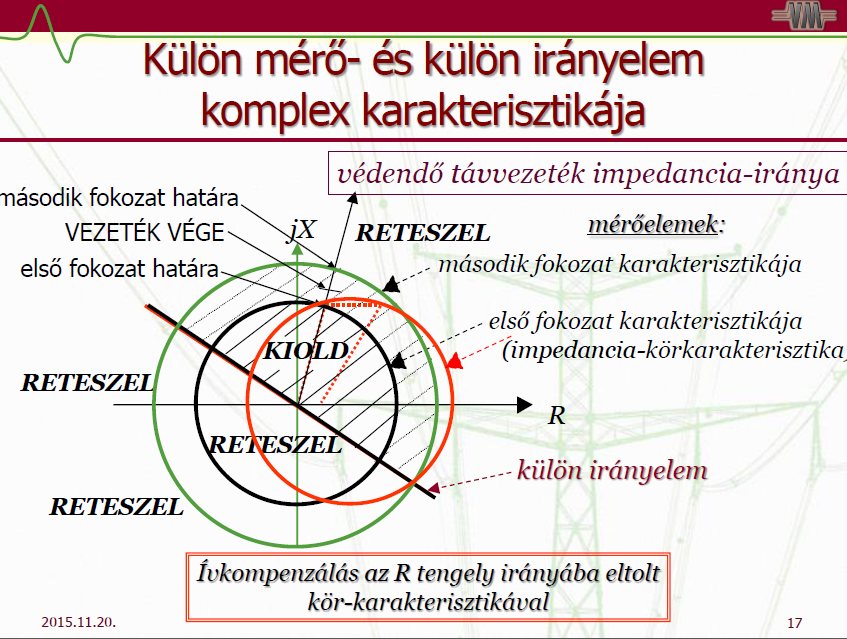 VM
Külön mérő- és külön irányelem
komplex karakterisztikája
védendő távvezeték impedancia-iránya
második fokozat határa
VEZETÉK VÉGE
első fokozat határa
jX
RETESZEL
mérőelemek:
második fokozat karakterisztikája
első fokozat karakterisztikája
(impedancia-körkarakterisztika)
KIOLD
RETESZEL
R
RETESZEL
külön irányelem
RETESZEL
Ívkompenzálás az R tengely irányába eltolt
kör-karakterisztikával
2015.11.20.
17